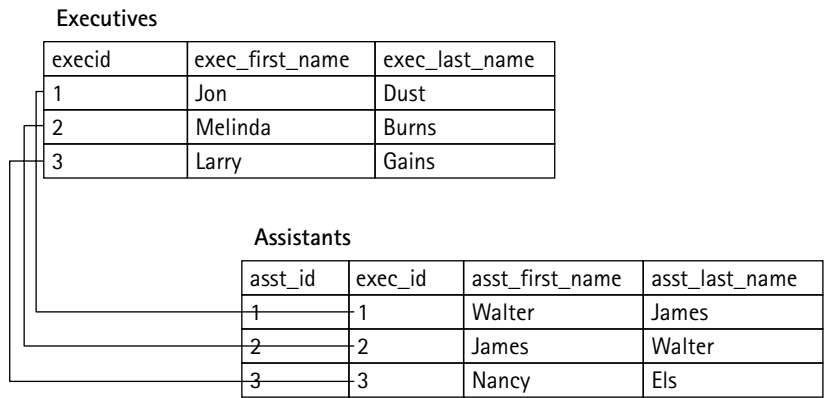 Executives
execid exec_first_name exec_last_name
1 Jon Dust
2 Melinda Burns
3 Larry Gains
Assistants
asst_id exec_id asst_first_name asst_last_name
1 1 Walter James
2 2 James Walter
3 3 Nancy Els